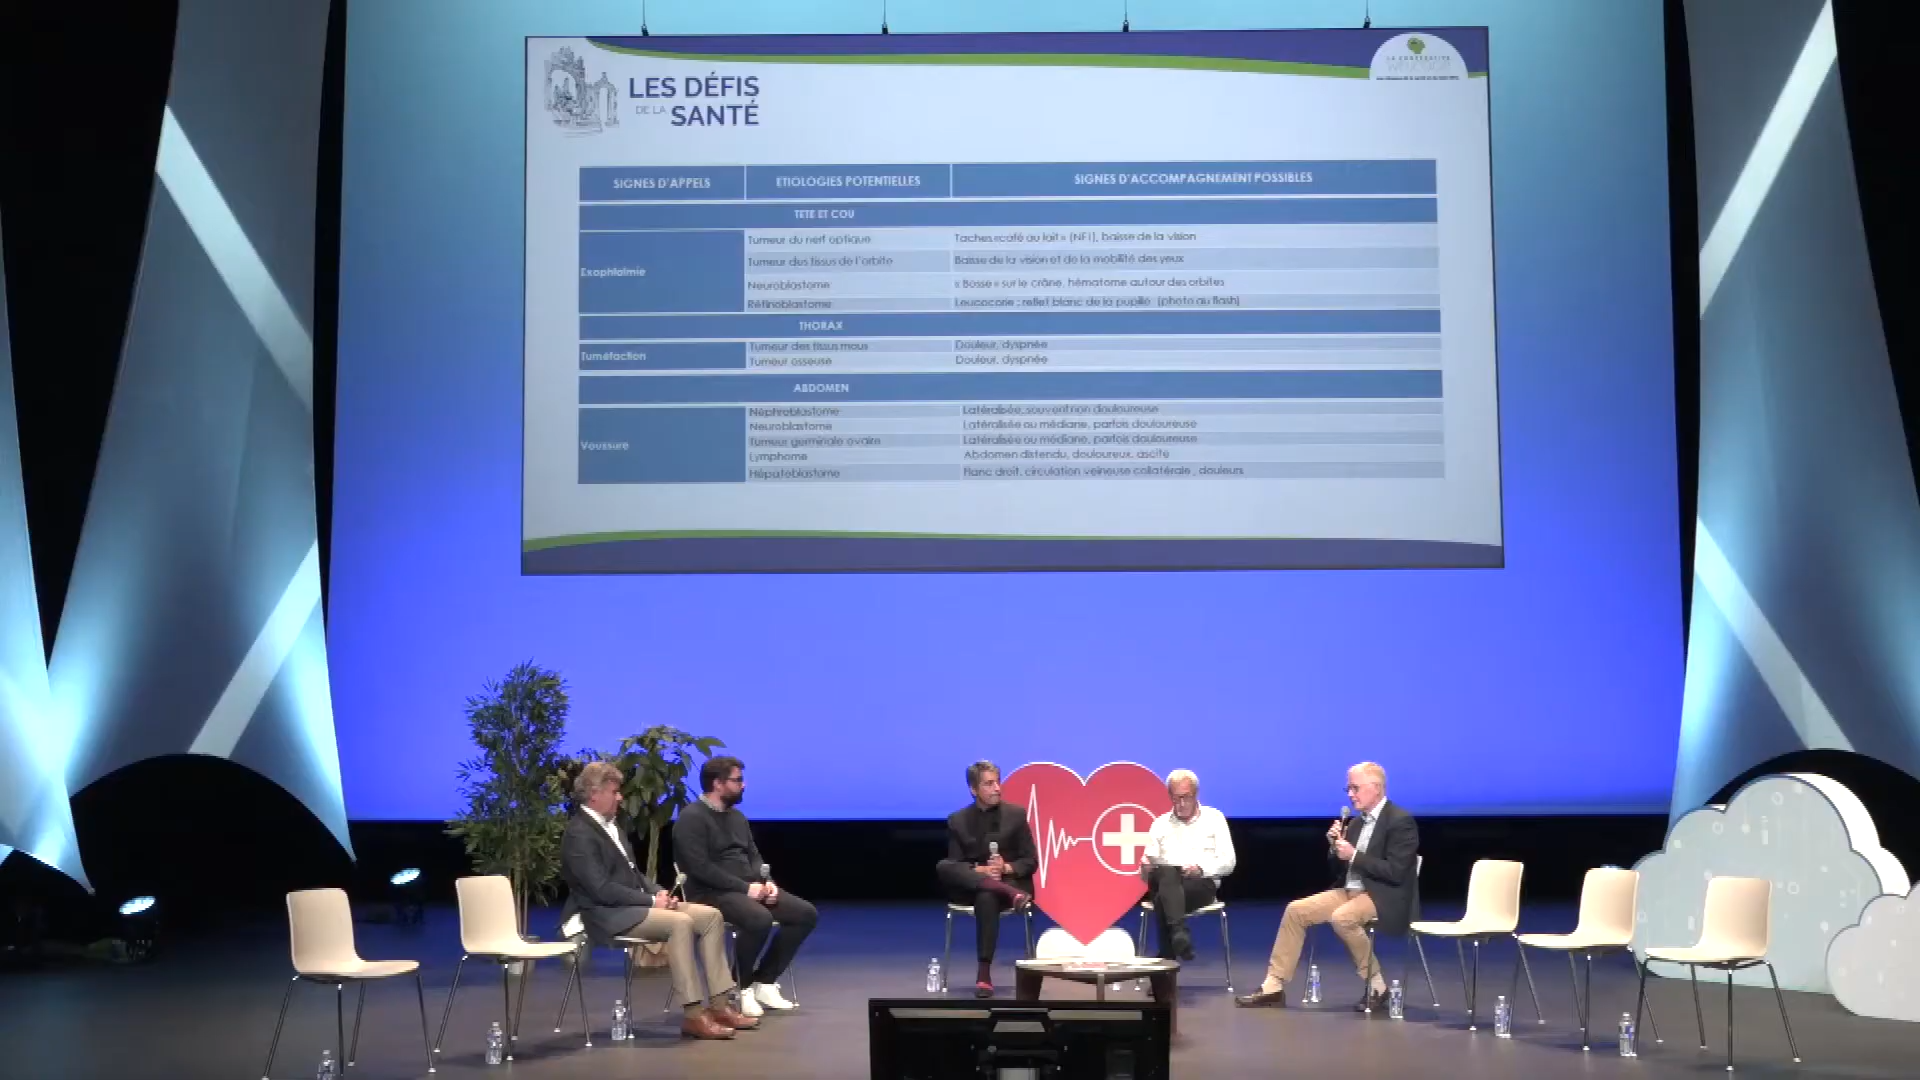 LES DÉFIS
DE LA SANTÉ
LA COOPERATIVE
SIGNES D'APPELS
ETIOLOGIES POTENTIELLES
SIGNES D'ACCOMPAGNEMENT POSSIBLES
TETE ET COU
Exophtalmie
Tumeur du nerf optique
Taches «café au lait » (NF1), baisse de la vision
Tumeur des tissus de l'orbite
Baisse de la vision et de la mobilité des yeux
Neuroblastome
« Bosse » sur le crâne, hématome autour des orbites
Rétinoblastome
Leucocorie : reflet blanc de la pupille (photo au flash)
THORAX
Tuméfaction
Tumeur des tissus mous
Douleur, dyspnée
Tumeur osseuse
Douleur, dyspnée
ABDOMEN
Voussure
Néphroblastome
Latéralisée, souvent non douloureuse
Neuroblastome
Latéralisée ou médiane, parfois douloureuse
Tumeur germinale ovaire
Latéralisée ou médiane, parfois douloureuse
Lymphome
Abdomen distendu, douloureux, ascite
Hépatoblastome
Flanc droit, circulation veineuse collatérale , douleurs